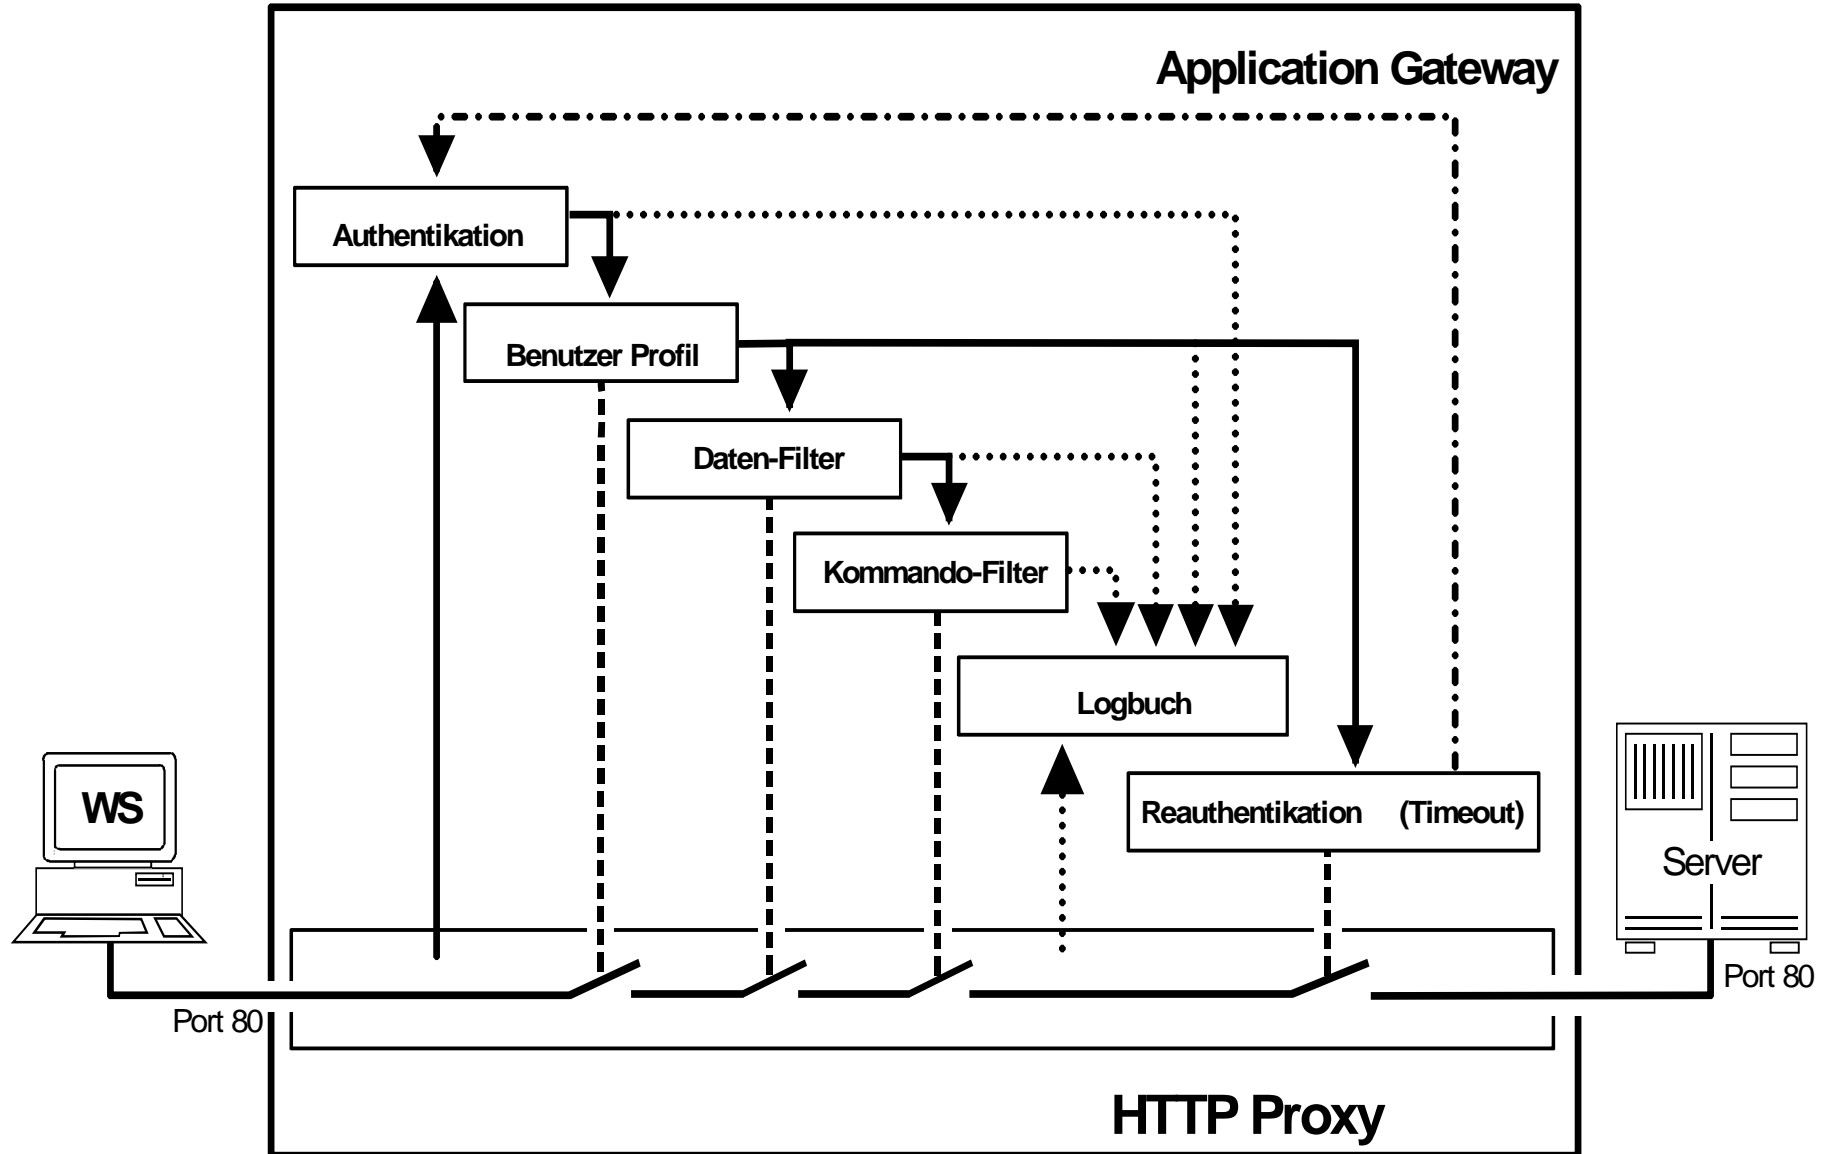 Application Gateway
Authentikation
Benutzer Profil
Daten-Filter
Kommando-Filter
Logbuch
WS
Reauthentikation (Timeout)
Server
Port 80
Port 80
HTTP Proxy